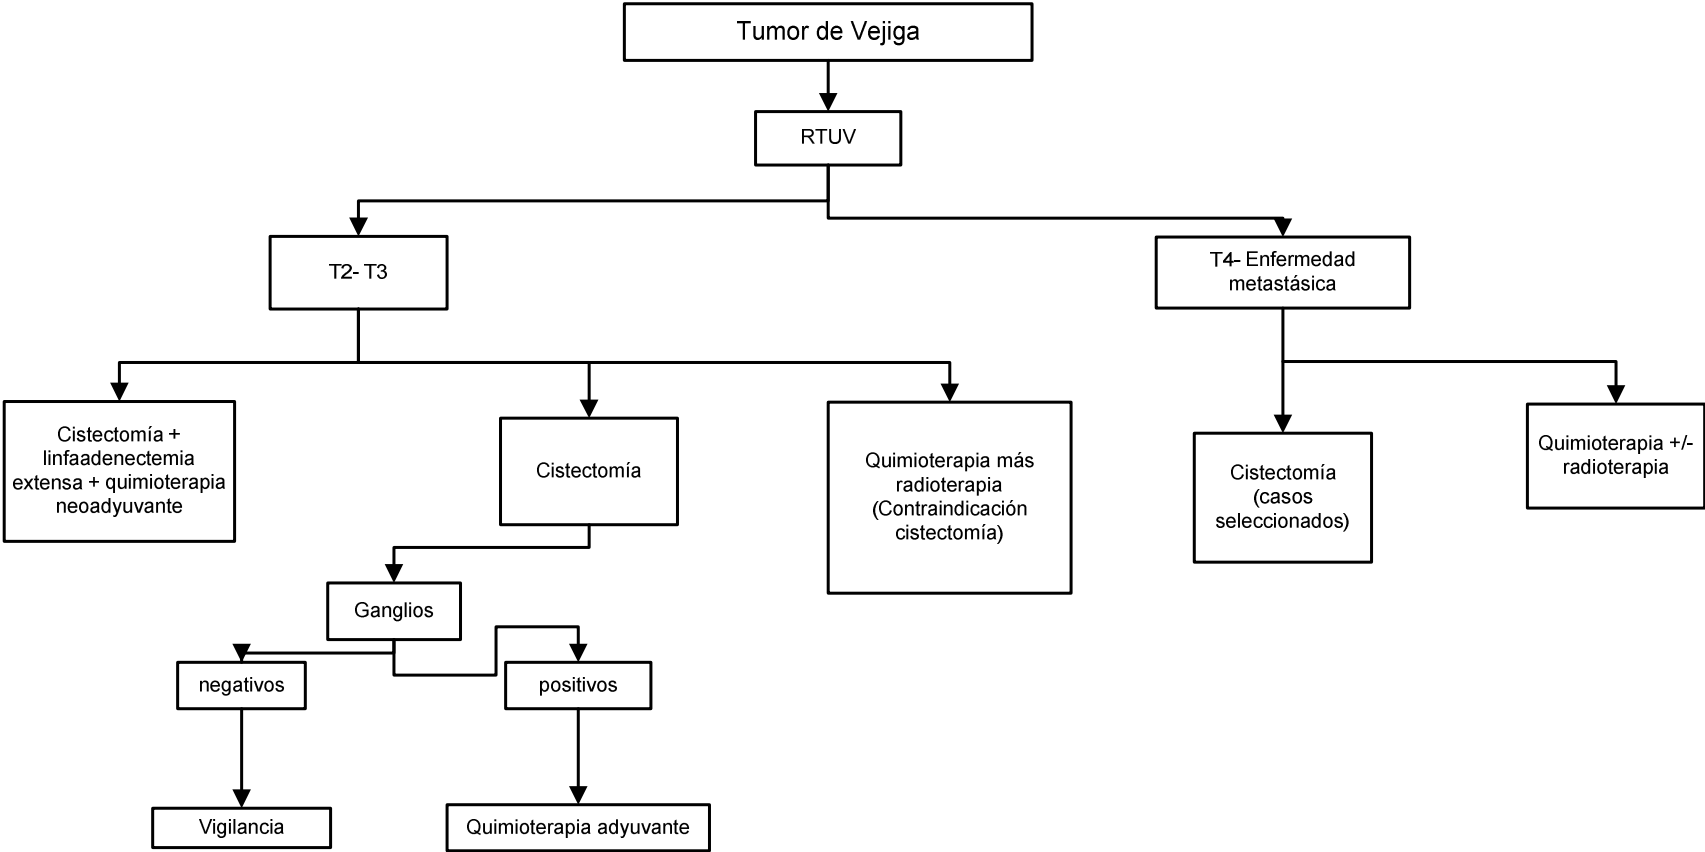 Tumor de Vejiga
RTUV
T2- T3
T4- Enfermedad
metastásica
Cistectomía +
linfaadenectemia
extensa + quimioterapia
neoadyuvante
Cistectomía
Quimioterapia más
radioterapia
(Contraindicación
cistectomía)
Cistectomía
(casos
seleccionados)
Quimioterapia +/-
radioterapia
Ganglios
negativos
positivos
Vigilancia
Quimioterapia adyuvante